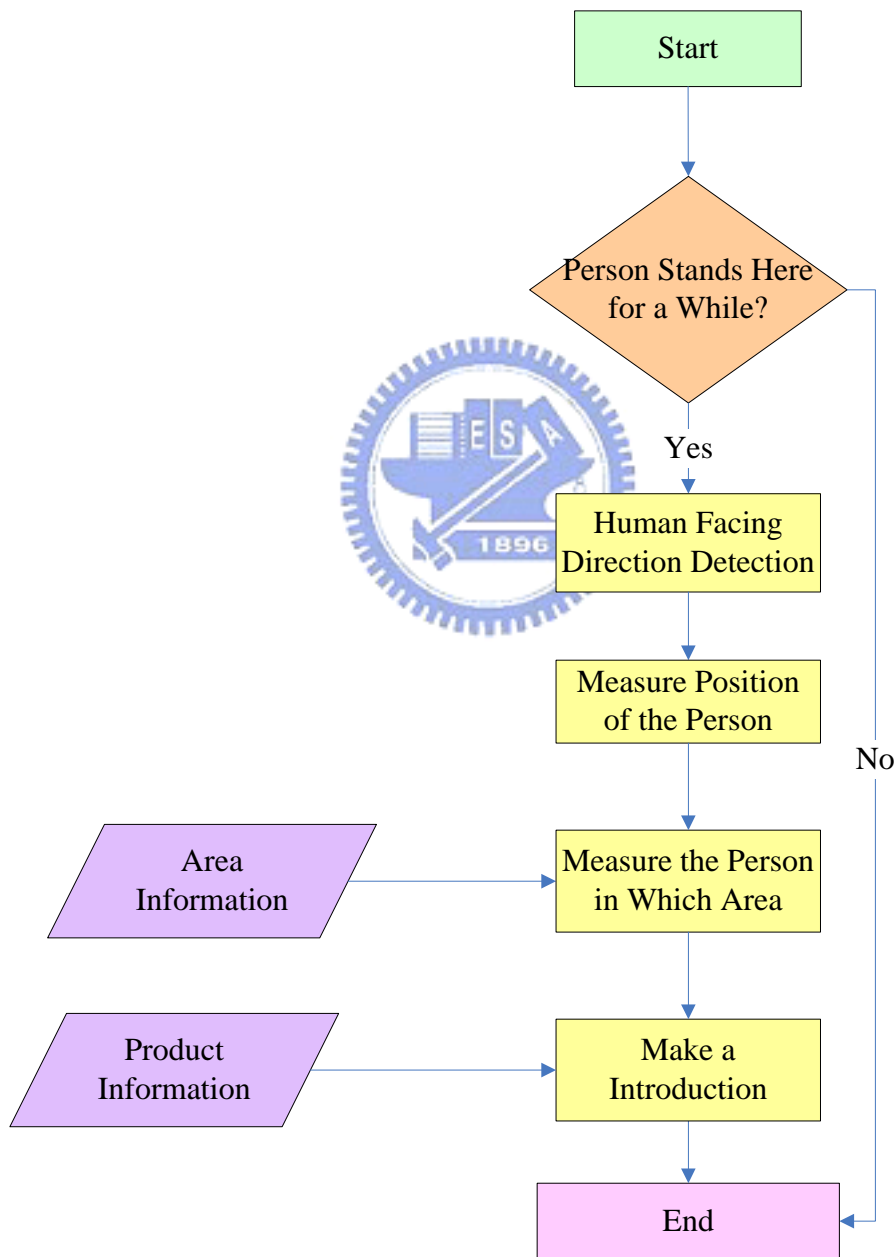 Start
Person Stands Here
for a While?
Yes
E S A
1896
Human Facing
Direction Detection
Measure Position
of the Person
No
Area
Information
Measure the Person
in Which Area
Product
Information
Make a
Introduction
End